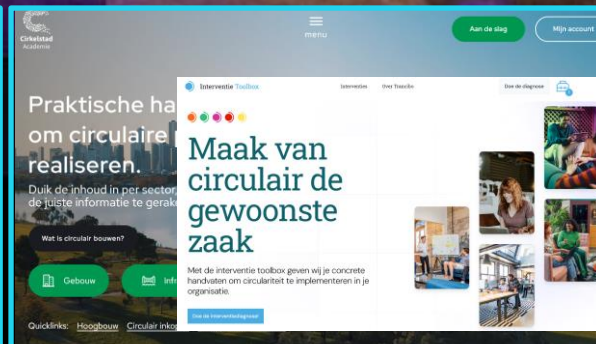 Cirkelstad
Academie
menu
Aan de slag
Mijn account
Praktische ha
om circulaire
realiseren.
Duik de inhoud in per sector,
de juiste informatie te gerak
Wat is circulair bouwen?
Gebouw
Infr
Quicklinks: Hoogbouw Circulair inkop
Interventie Toolbox
Interventies
Over Transibo
Doe de diagnose
Maak van
circulair de
gewoonste
zaak
Met de interventie toolbox geven wij je concrete
handvaten om circulariteit te implementeren in je
organisatie.
Doe de interventiediagnose